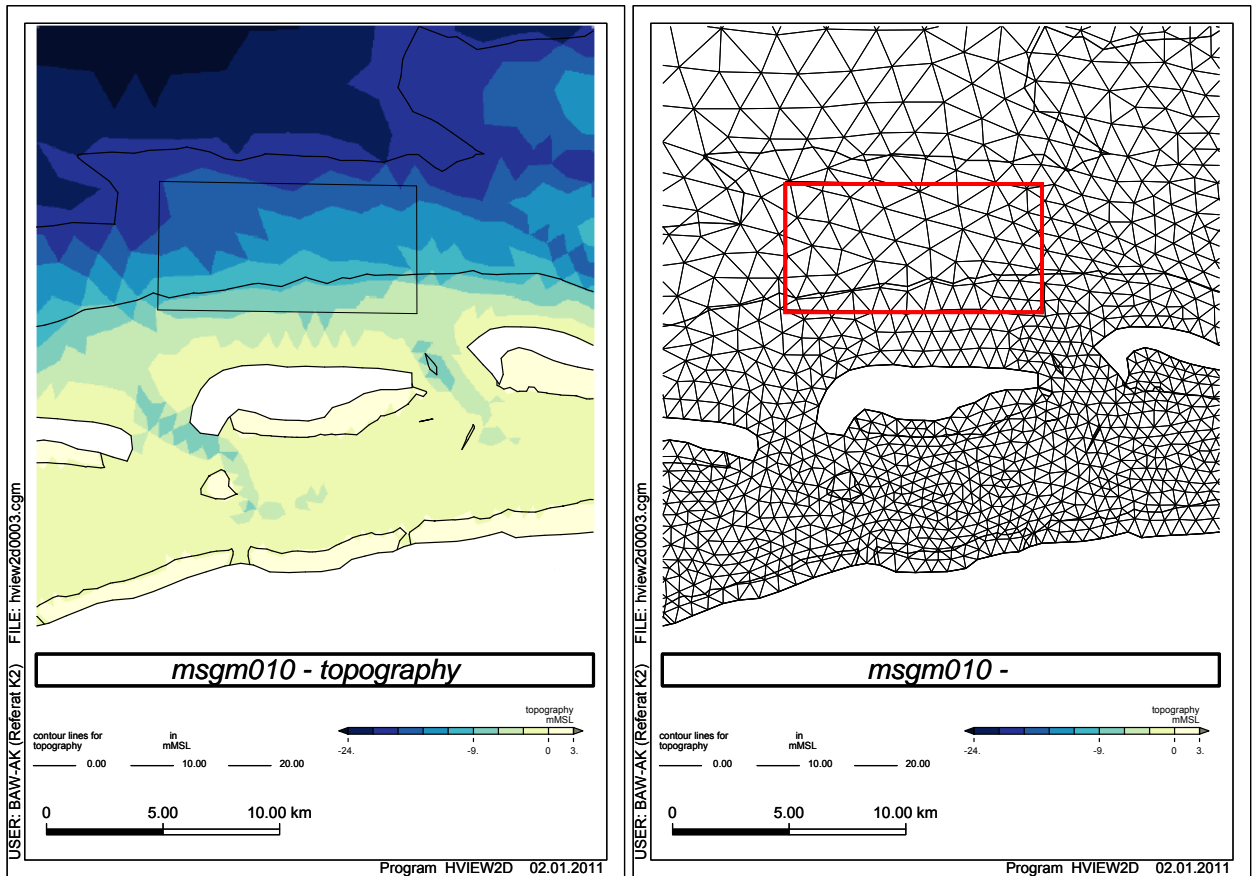 USER: BAW-AK (Referat K2) FILE: hview2d0003.cgm
msgm010 - topography
topography
mMSL
contour lines for
topography
in
mMSL
0.00 10.00 20.00
-24. -9. 0 3.
0 5.00 10.00 km
Program HVIEW2D 02.01.2011
USER: BAW-AK (Referat K2) FILE: hview2d0003.cgm
msgm010 -
topography
mMSL
contour lines for
topography
in
mMSL
0.00 10.00 20.00
-24. -9. 0 3.
0 5.00 10.00 km
Program HVIEW2D 02.01.2011